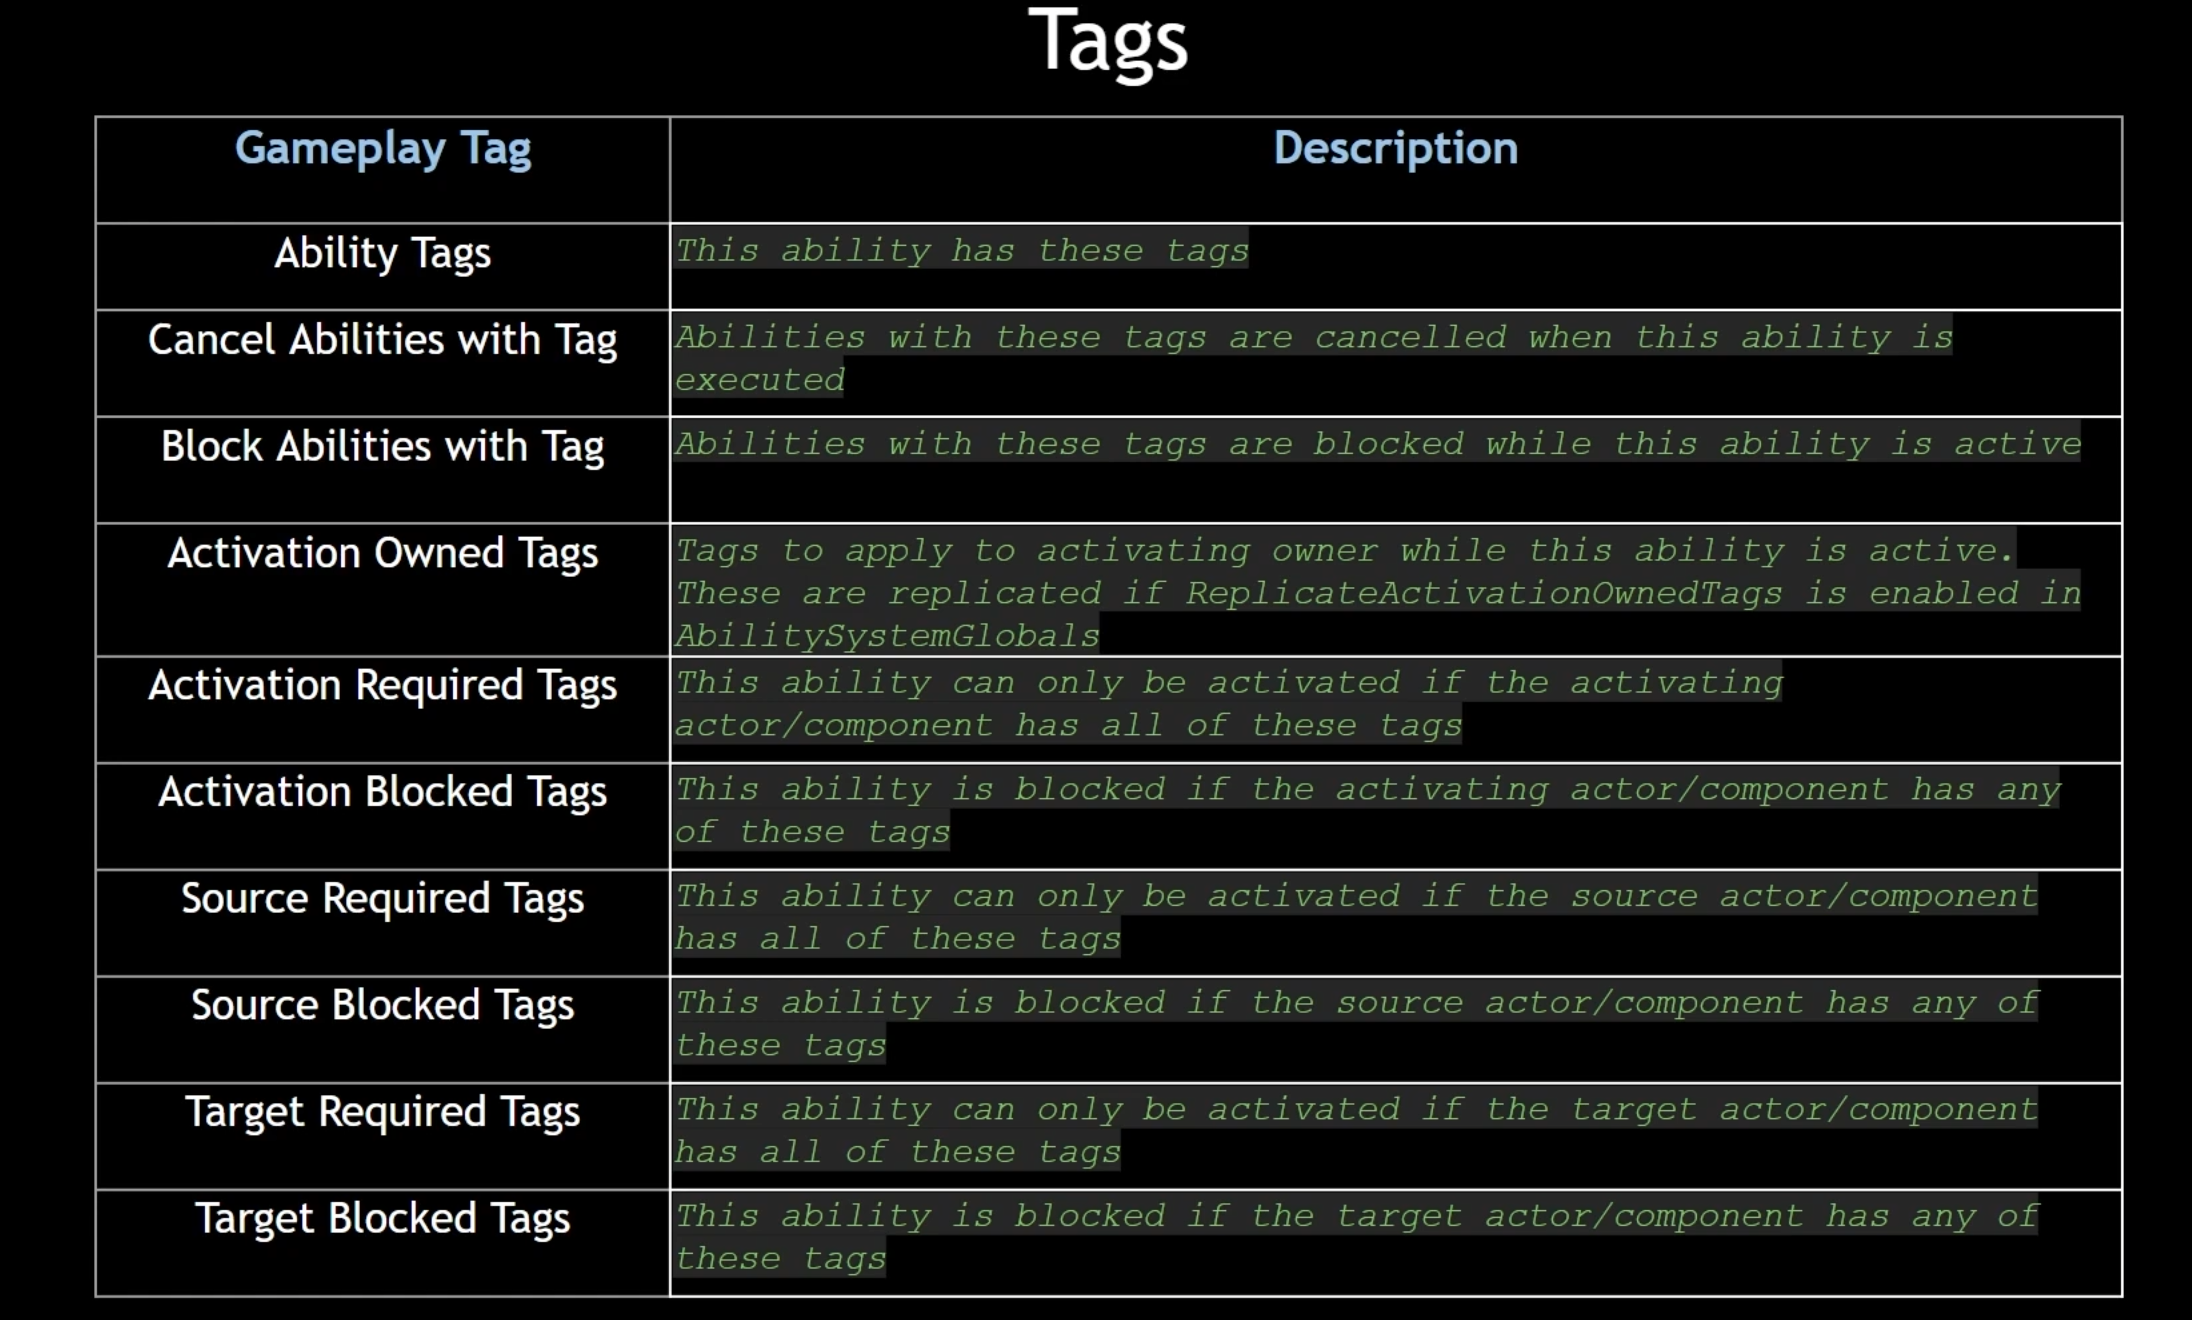 Tags
Gameplay Tag
Description
Ability Tags
This ability has these tags
Cancel Abilities with Tag
Abilities with these tags are cancelled when this ability is
executed
Block Abilities with Tag
Abilities with these tags are blocked while this ability is active
Activation Owned Tags
Tags to apply to activating owner while this ability is active.
These are replicated if ReplicateActivationOwnedTags is enabled in
AbilitySystemGlobals
Activation Required Tags
This ability can only be activated if the activating
actor/component has all of these tags
Activation Blocked Tags
This ability is blocked if the activating actor/component has any
of these tags
Source Required Tags
This ability can only be activated if the source actor/component
has all of these tags
Source Blocked Tags
This ability is blocked if the source actor/component has any of
these tags
Target Required Tags
This ability can only be activated if the target actor/component
has all of these tags
Target Blocked Tags
This ability is blocked if the target actor/component has any of
these tags